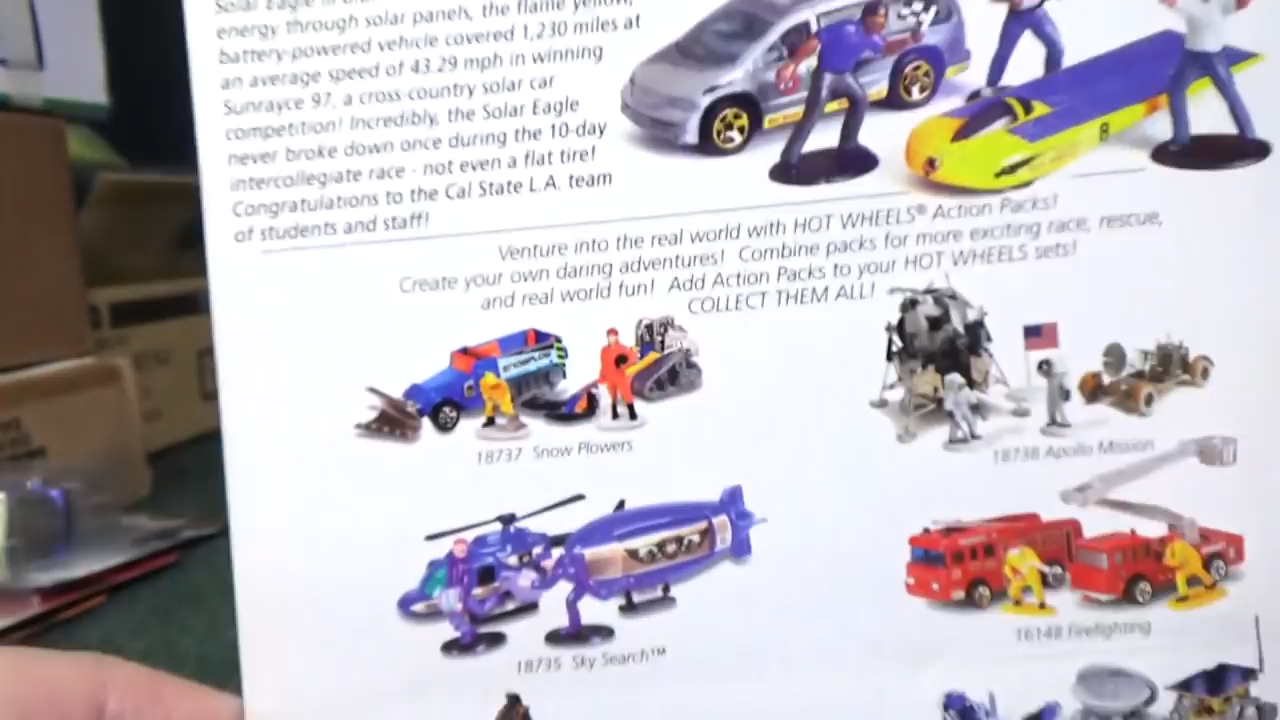 Solar Eagle
energy through solar panels, the flame yellow,
battery-powered vehicle covered 1,230 miles at
an average speed of 43.29 mph in winning
Sunrayce 97, a cross-country solar car
competition! Incredibly, the Solar Eagle
never broke down once during the 10-day
intercollegiate race - not even a flat tire!
Congratulations to the Cal State L.A. team
of students and staff!
8
Venture into the real world with HOT WHEELS® Action Packs!
Create your own daring adventures! Combine packs for more exciting race, rescue,
and real world fun! Add Action Packs to your HOT WHEELS sets!
COLLECT THEM ALL!
SNOWPLOW
18737 Snow Plowers
18738 Apollo Mission
18735 Sky Search™
16148 Firefighting